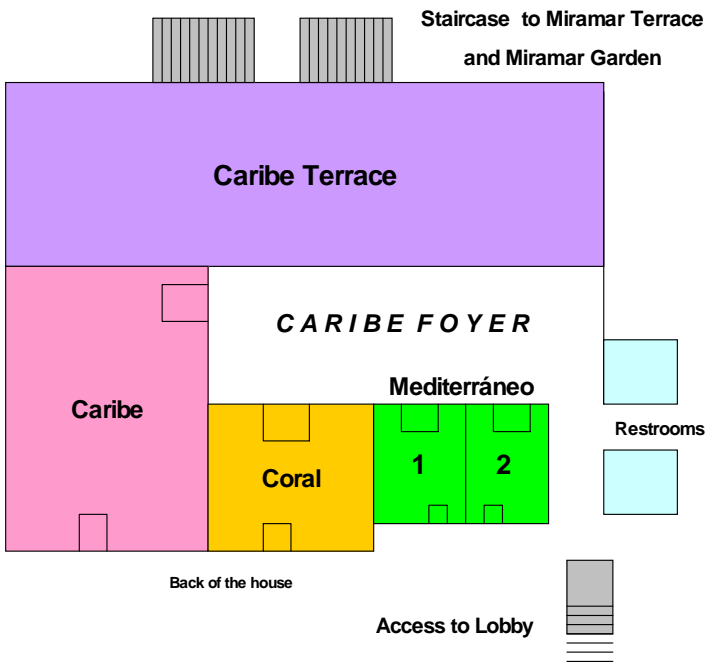 Staircase to Miramar Terrace
and Miramar Garden
Caribe Terrace
CARIBE FOYER
Mediterráneo
Caribe
Restrooms
1
2
Coral
Back of the house
Access to Lobby